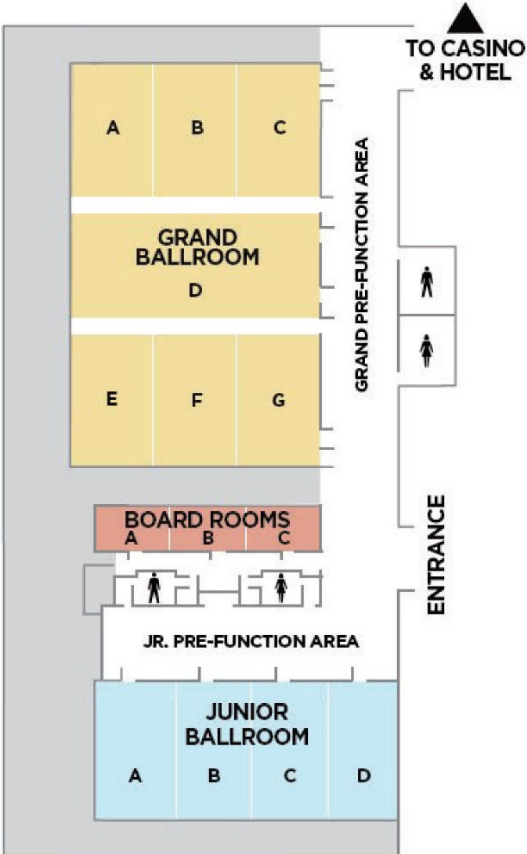 TO CASINO
& HOTEL
A B C
GRAND
BALLROOM
D
GRAND PRE-FUNCTION AREA
E F G
BOARD ROOMS
A B C
ENTRANCE
JR. PRE-FUNCTION AREA
JUNIOR
BALLROOM
A B C D